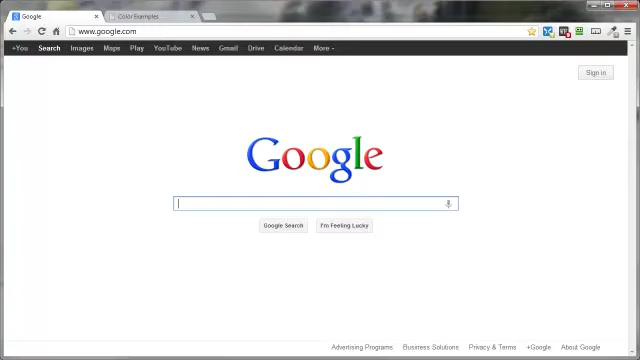 Google Color Examples
www.google.com
+You Search Images Maps Play YouTube News Gmail Drive Calendar More
Sign in
Google
Google Search I'm Feeling Lucky
Advertising Programs Business Solutions Privacy & Terms +Google About Google